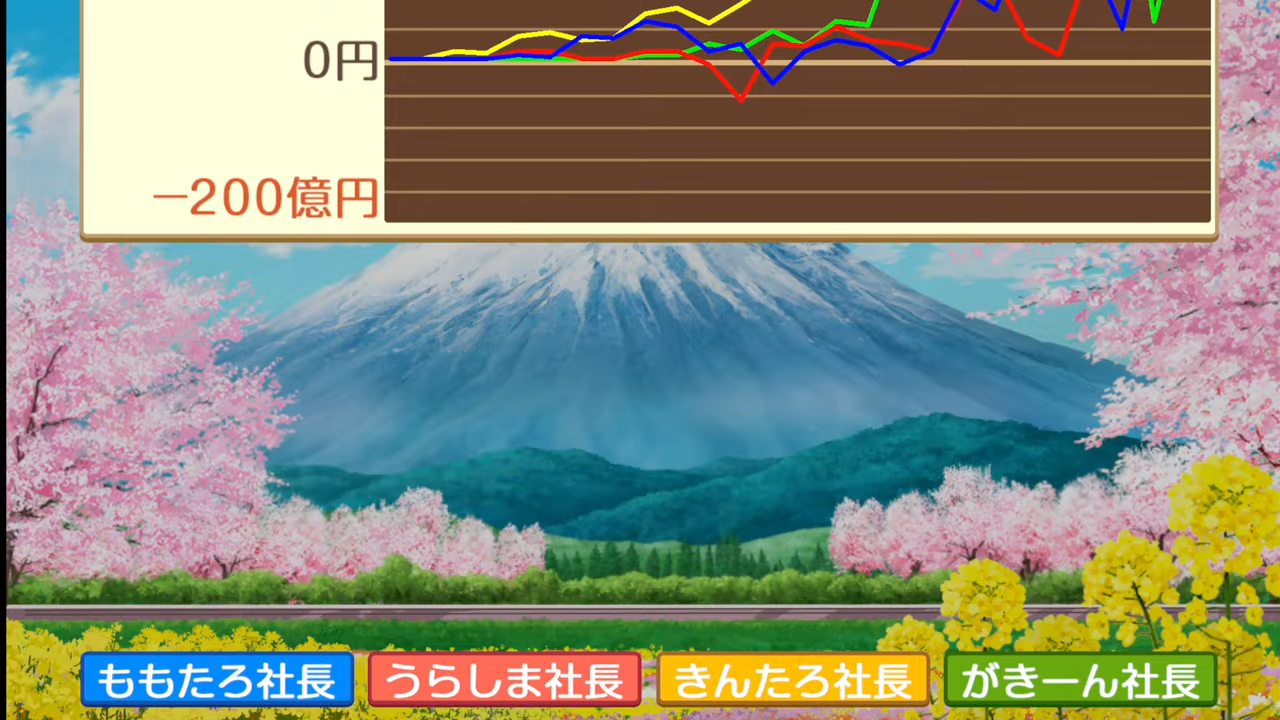 0円
－200億円
ももたろ社長
うらしま社長
きんたろ社長
がきーん社長